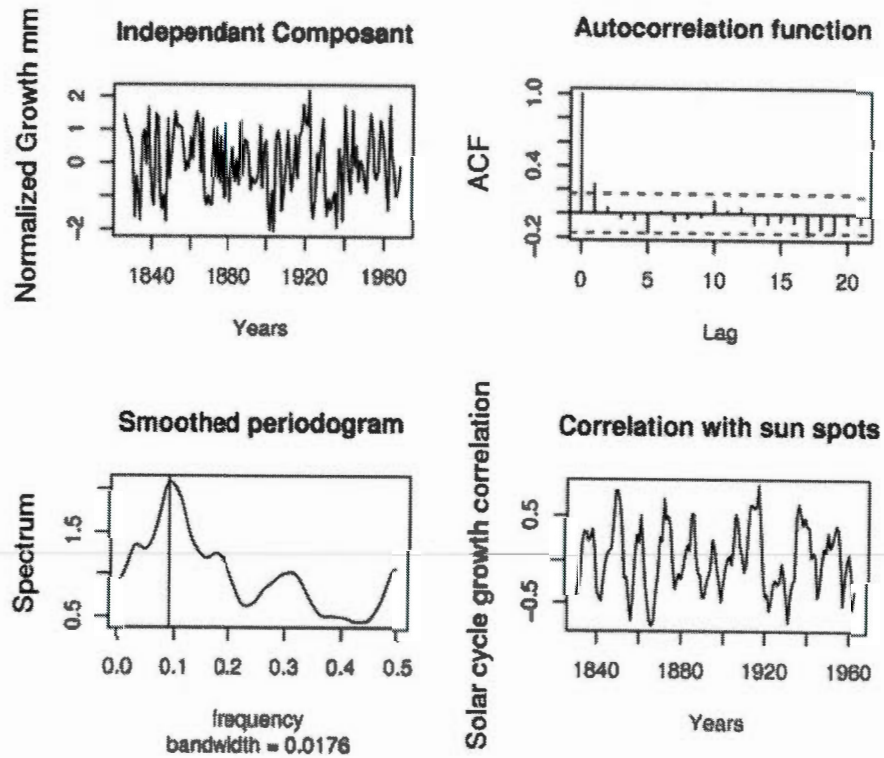 Independant Composant
Normalized Growth mm
2
1
0
−2
1840 1880 1920 1960
Years
Autocorrelation function
ACF
1.0
0.4
−0.2
0 5 10 15 20
Lag
Smoothed periodogram
Spectrum
1.5
0.5
0.0 0.1 0.2 0.3 0.4 0.5
frequency
bandwidth = 0.0176
Correlation with sun spots
Solar cycle growth correlation
0.5
−0.5
1840 1880 1920 1960
Years